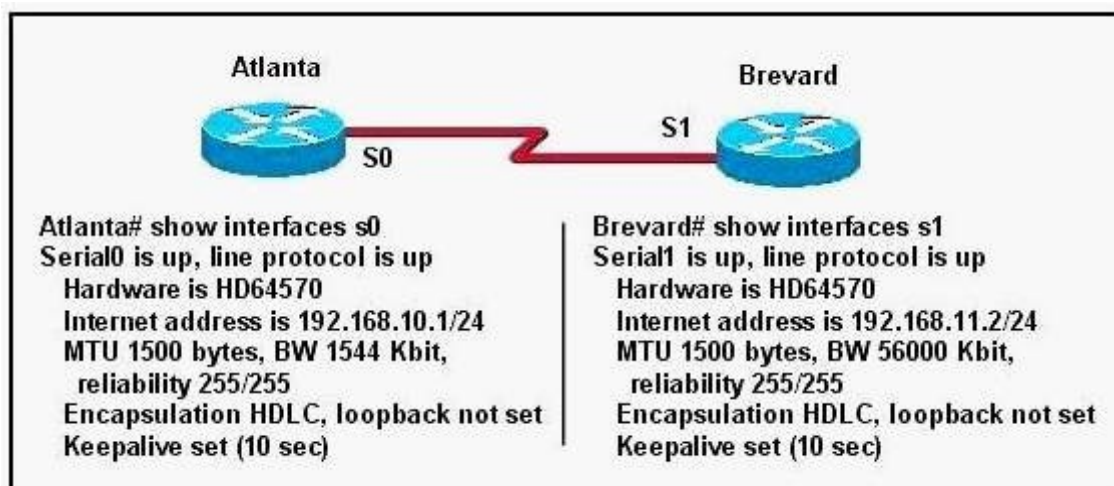 Atlanta
Brevard
S0
S1
Atlanta# show interfaces s0
Serial0 is up, line protocol is up
Hardware is HD64570
Internet address is 192.168.10.1/24
MTU 1500 bytes, BW 1544 Kbit,
reliability 255/255
Encapsulation HDLC, loopback not set
Keepalive set (10 sec)
Brevard# show interfaces s1
Serial1 is up, line protocol is up
Hardware is HD64570
Internet address is 192.168.11.2/24
MTU 1500 bytes, BW 56000 Kbit,
reliability 255/255
Encapsulation HDLC, loopback not set
Keepalive set (10 sec)